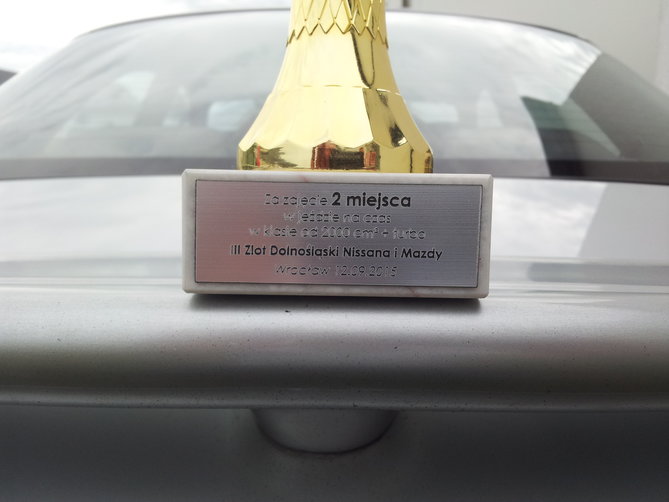 Za zajęcie 2 miejsca
w jeździe na czas
w klasie od 2000 cm³ + turbo
III Zlot Dolnośląski Nissana i Mazdy
Wrocław 12.09.2015